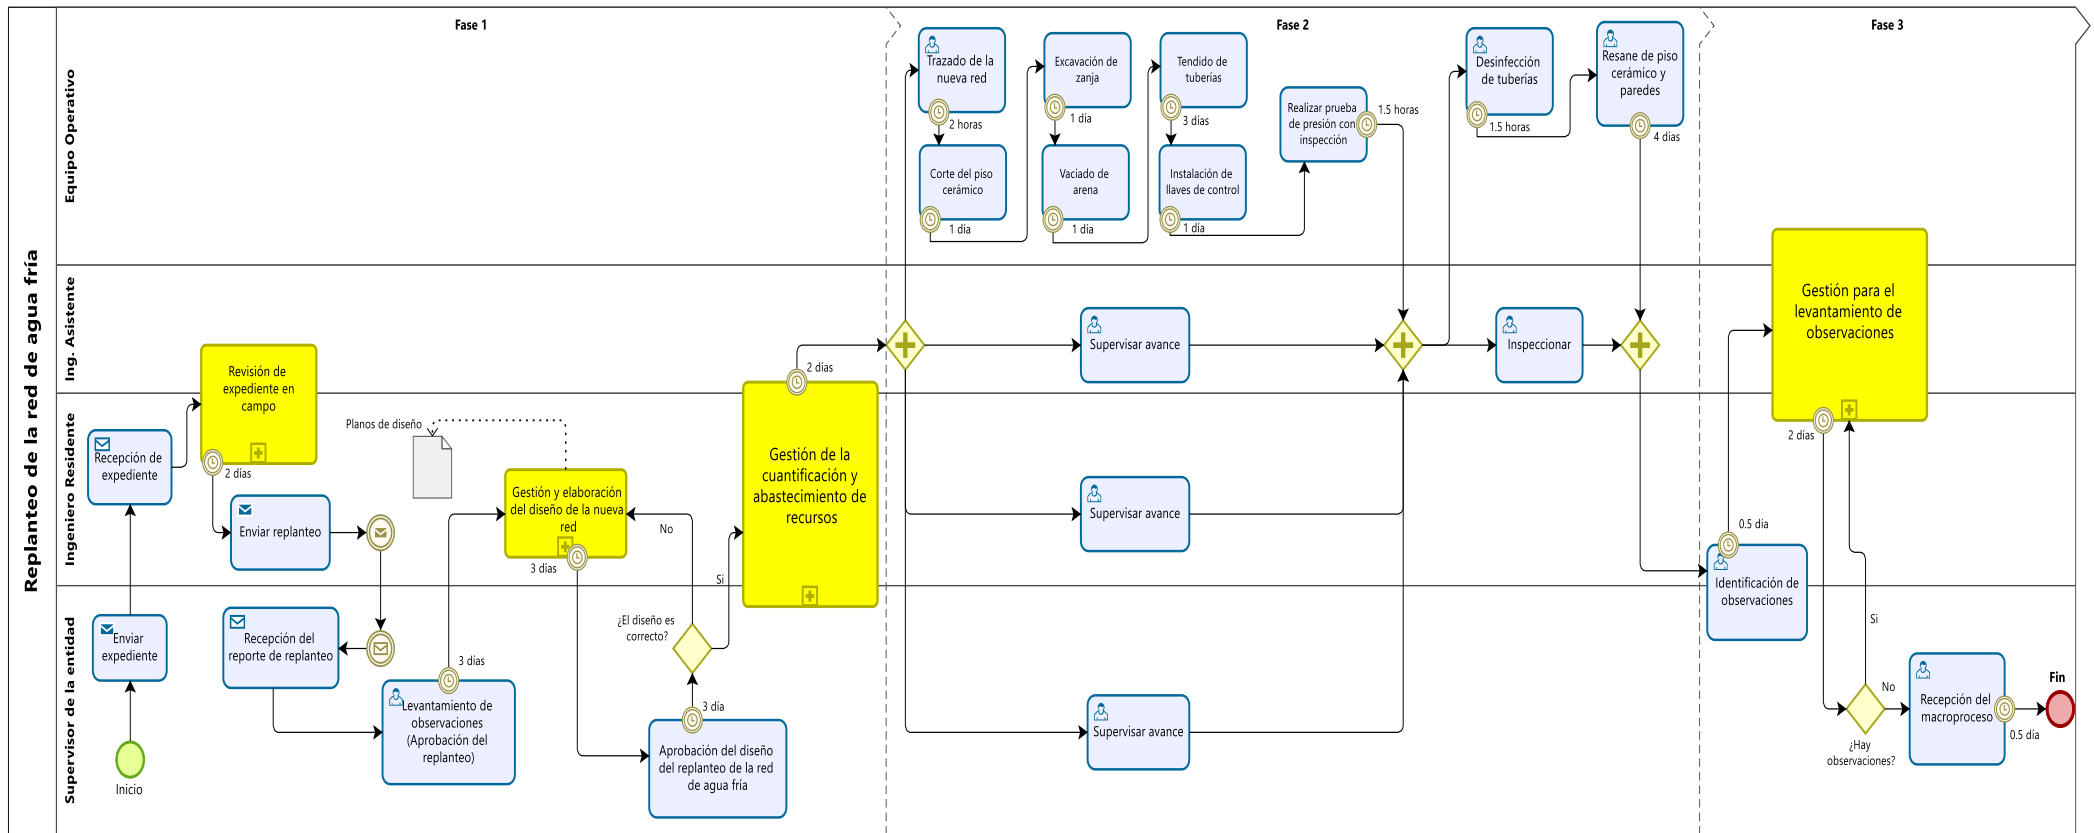 Replanteo de la red de agua fría
Fase 1
Fase 2
Fase 3
Equipo Operativo
Trazado de la
nueva red
2 horas
Corte del piso
cerámico
1 día
Excavación de
zanja
1 día
Vaciado de
arena
1 día
Tendido de
tuberías
3 días
Instalación de
llaves de control
1 día
Realizar prueba
de presión con
inspección
1.5 horas
Desinfección
de tuberías
1.5 horas
Resane de piso
cerámico y
paredes
4 días
Ing. Asistente
Supervisar avance
Inspeccionar
Gestión para el
levantamiento de
observaciones
2 días
Ingeniero Residente
Recepción de
expediente
Revisión de
expediente en
campo
2 días
Enviar replanteo
Planos de diseño
Gestión y elaboración
del diseño de la nueva
red
3 días
No
Si
Gestión de la
cuantificación y
abastecimiento de
recursos
2 días
Supervisar avance
0.5 día
Identificación de
observaciones
Supervisor de la entidad
Inicio
Enviar
expediente
Recepción del
reporte de replanteo
Levantamiento de
observaciones
(Aprobación del
replanteo)
3 días
Aprobación del diseño
del replanteo de la red
de agua fría
3 día
¿El diseño es
correcto?
Supervisar avance
¿Hay
observaciones?
Si
No
Recepción del
macroproceso
0.5 día
Fin